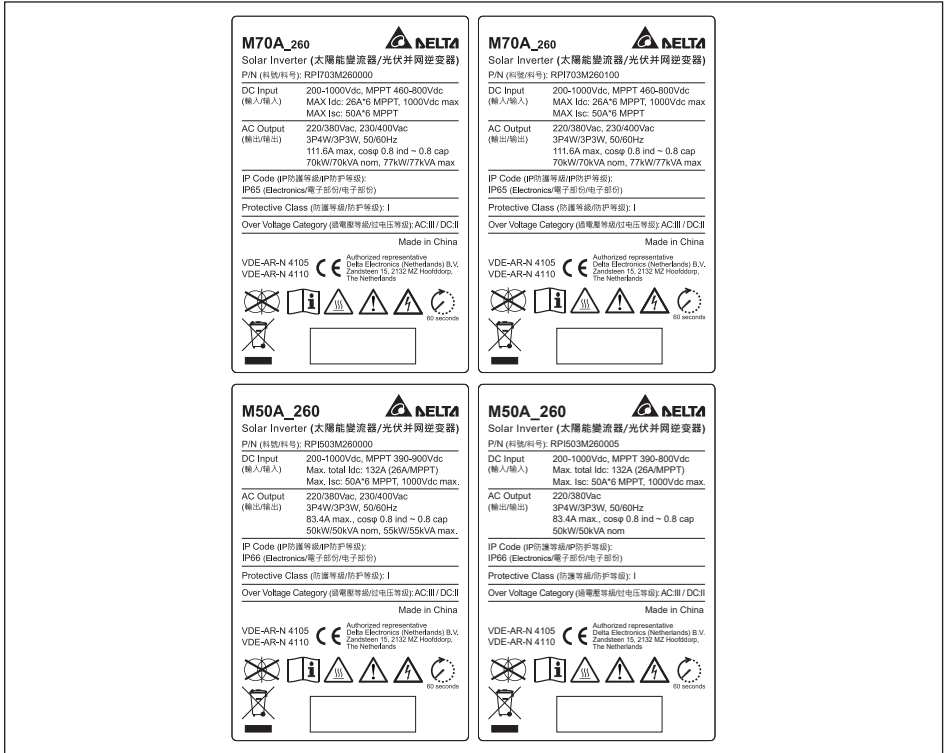 M70A_260
DELTA
Solar Inverter (太陽能變流器/光伏并网逆变器)
P/N (料號/料号): RPI703M260000
DC Input 200-1000Vdc, MPPT 460-800Vdc
(輸入/输入) MAX Idc: 26A*6 MPPT, 1000Vdc max
MAX Isc: 50A*6 MPPT
AC Output 220/380Vac, 230/400Vac
(輸出/输出) 3P4W/3P3W, 50/60Hz
111.6A max, cosφ 0.8 ind ~ 0.8 cap
70kW/70kVA nom, 77kW/77kVA max
IP Code (IP防護等級/IP防护等级):
IP65 (Electronics/電子部份/电子部份)
Protective Class (防護等級/防护等级): I
Over Voltage Category (過電壓等級/过电压等级): AC:III / DC:II
Made in China
VDE-AR-N 4105
VDE-AR-N 4110
CE
Authorized representative
Delta Electronics (Netherlands) B.V.
Zandsteen 15, 2132 MZ Hoofddorp,
The Netherlands
60 seconds
M70A_260
DELTA
Solar Inverter (太陽能變流器/光伏并网逆变器)
P/N (料號/料号): RPI703M260100
DC Input 200-1000Vdc, MPPT 460-800Vdc
(輸入/输入) MAX Idc: 26A*6 MPPT, 1000Vdc max
MAX Isc: 50A*6 MPPT
AC Output 220/380Vac, 230/400Vac
(輸出/输出) 3P4W/3P3W, 50/60Hz
111.6A max, cosφ 0.8 ind ~ 0.8 cap
70kW/70kVA nom, 77kW/77kVA max
IP Code (IP防護等級/IP防护等级):
IP65 (Electronics/電子部份/电子部份)
Protective Class (防護等級/防护等级): I
Over Voltage Category (過電壓等級/过电压等级): AC:III / DC:II
Made in China
VDE-AR-N 4105
VDE-AR-N 4110
CE
Authorized representative
Delta Electronics (Netherlands) B.V.
Zandsteen 15, 2132 MZ Hoofddorp,
The Netherlands
60 seconds
M50A_260
DELTA
Solar Inverter (太陽能變流器/光伏并网逆变器)
P/N (料號/料号): RPI503M260000
DC Input 200-1000Vdc, MPPT 390-900Vdc
(輸入/输入) Max. total Idc: 132A (26A/MPPT)
Max. Isc: 50A*6 MPPT, 1000Vdc max.
AC Output 220/380Vac, 230/400Vac
(輸出/输出) 3P4W/3P3W, 50/60Hz
83.4A max., cosφ 0.8 ind ~ 0.8 cap
50kW/50kVA nom, 55kW/55kVA max.
IP Code (IP防護等級/IP防护等级):
IP66 (Electronics/電子部份/电子部份)
Protective Class (防護等級/防护等级): I
Over Voltage Category (過電壓等級/过电压等级): AC:III / DC:II
Made in China
VDE-AR-N 4105
VDE-AR-N 4110
CE
Authorized representative
Delta Electronics (Netherlands) B.V.
Zandsteen 15, 2132 MZ Hoofddorp,
The Netherlands
60 seconds
M50A_260
DELTA
Solar Inverter (太陽能變流器/光伏并网逆变器)
P/N (料號/料号): RPI503M260005
DC Input 200-1000Vdc, MPPT 390-800Vdc
(輸入/输入) Max. total Idc: 132A (26A/MPPT)
Max. Isc: 50A*6 MPPT, 1000Vdc max.
AC Output 220/380Vac
(輸出/输出) 3P4W/3P3W, 50/60Hz
83.4A max., cosφ 0.8 ind ~ 0.8 cap
50kW/50kVA nom
IP Code (IP防護等級/IP防护等级):
IP66 (Electronics/電子部份/电子部份)
Protective Class (防護等級/防护等级): I
Over Voltage Category (過電壓等級/过电压等级): AC:III / DC:II
Made in China
VDE-AR-N 4105
VDE-AR-N 4110
CE
Authorized representative
Delta Electronics (Netherlands) B.V.
Zandsteen 15, 2132 MZ Hoofddorp,
The Netherlands
60 seconds